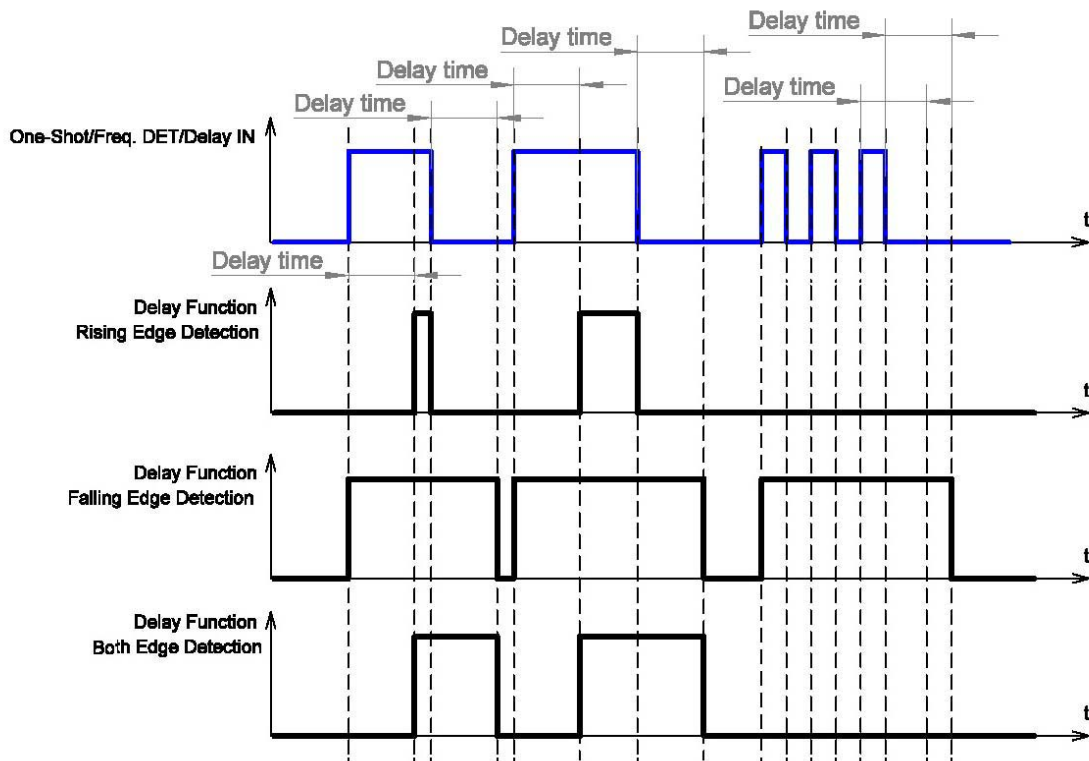 Delay time
Delay time
Delay time
Delay time
Delay time
Delay time
One-Shot/Freq. DET/Delay IN
t
Delay time
Delay Function
Rising Edge Detection
t
Delay Function
Falling Edge Detection
t
Delay Function
Both Edge Detection
t